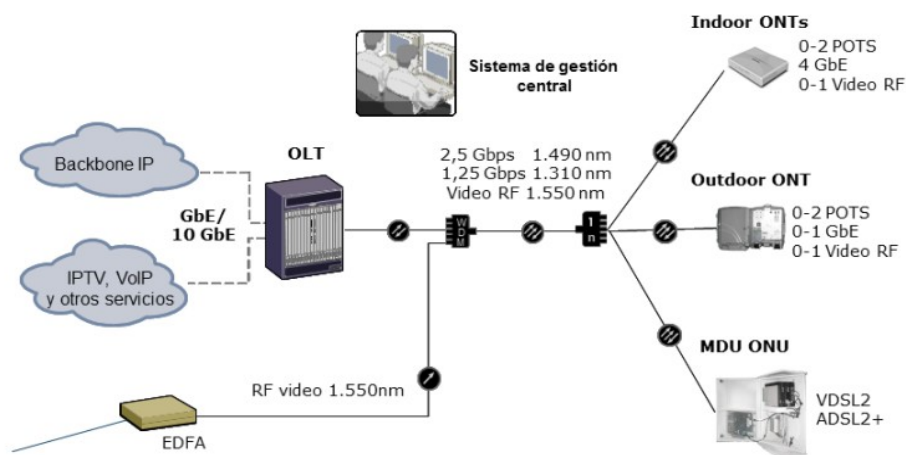 Indoor ONTs
0-2 POTS
4 GbE
0-1 Video RF
Sistema de gestión
central
Backbone IP
OLT
GbE/
10 GbE
IPTV, VoIP
y otros servicios
2,5 Gbps 1.490 nm
1,25 Gbps 1.310 nm
Video RF 1.550 nm
WDM
1
n
Outdoor ONT
0-2 POTS
0-1 GbE
0-1 Video RF
MDU ONU
VDSL2
ADSL2+
RF video 1.550nm
EDFA